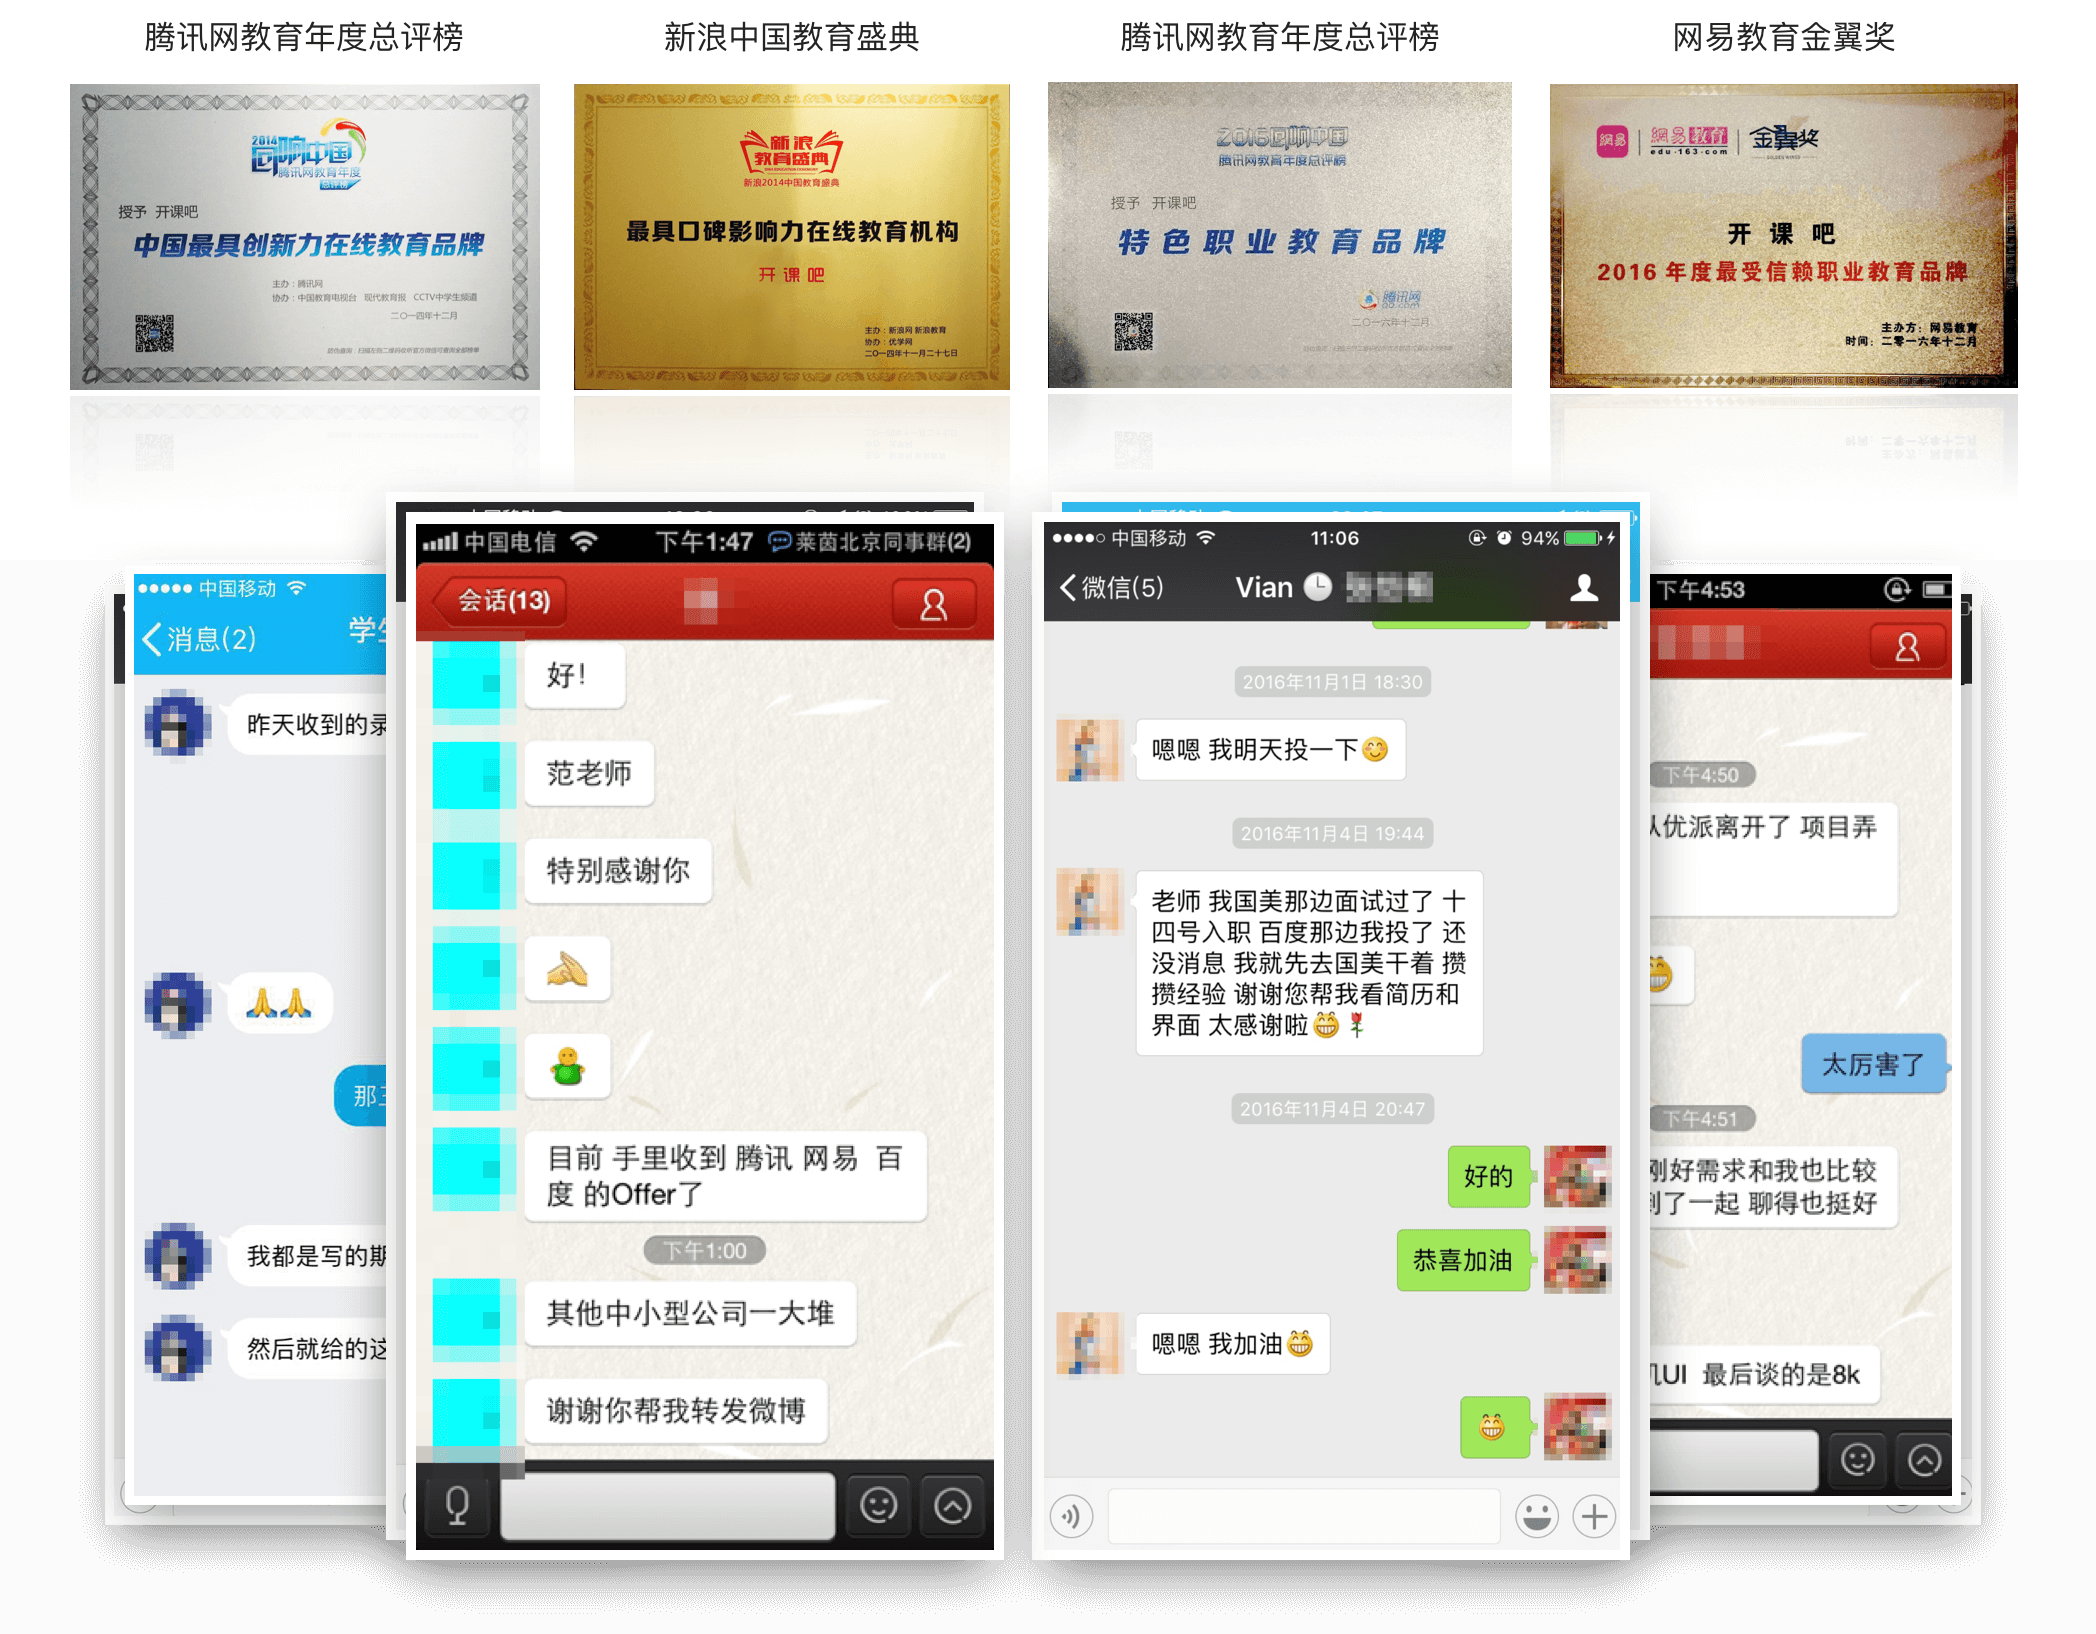 腾讯网教育年度总评榜
新浪中国教育盛典
腾讯网教育年度总评榜
网易教育金翼奖
2014
回响中国
腾讯网教育年度
总评榜
授予 开课吧
中国最具创新力在线教育品牌
主办：腾讯网
协办：中国教育电视台 现代教育报 CCTV中学生频道
二〇一四年十二月
新浪
教育盛典
新浪2014中国教育盛典
最具口碑影响力在线教育机构
开课吧
主办：新浪网 新浪教育
协办：优学网
二〇一四年十一月二十七日
2016回响中国
腾讯网教育年度总评榜
授予 开课吧
特色职业教育品牌
腾讯网
QQ.com
二〇一六年十二月
网易
網易教育
edu·163·com
金翼奖
GOLDEN WINGS
开课吧
2016年度最受信赖职业教育品牌
主办方：网易教育
时间：二零一六年十二月
中国移动
消息(2)
昨天收到的
我都是写的期
然后就给的这
中国电信
下午1:47
莱茵北京同事群(2)
会话(13)
好！
范老师
特别感谢你
目前 手里收到 腾讯 网易 百
度 的Offer了
下午1:00
其他中小型公司一大堆
谢谢你帮我转发微博
中国移动
11:06
94%
微信(5)
Vian
2016年11月1日 18:30
嗯嗯 我明天投一下
2016年11月4日 19:44
老师 我国美那边面试过了 十
四号入职 百度那边我投了 还
没消息 我就先去国美干着 攒
攒经验 谢谢您帮我看简历和
界面 太感谢啦
2016年11月4日 20:47
好的
恭喜加油
嗯嗯 我加油
下午4:53
下午4:50
从优派离开了 项目弄
太厉害了
下午4:51
刚好需求和我也比较
到了一起 聊得也挺好
UI 最后谈的是8k